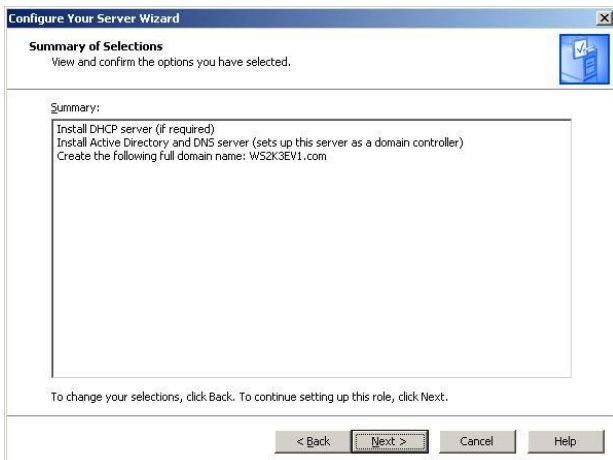 Configure Your Server Wizard
Summary of Selections
View and confirm the options you have selected.
Summary:
Install DHCP server (if required)
Install Active Directory and DNS server (sets up this server as a domain controller)
Create the following full domain name: WS2K3EV1.com
To change your selections, click Back. To continue setting up this role, click Next.
< Back Next > Cancel Help